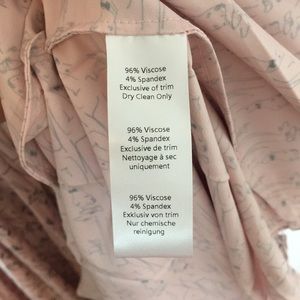 96% Viscose
4% Spandex
Exclusive of trim
Dry Clean Only
96% Viscose
4% Spandex
Exclusive de trim
Nettoyage à sec
uniquement
96% Viscose
4% Spandex
Exklusiv von trim
Nur chemische
reinigung